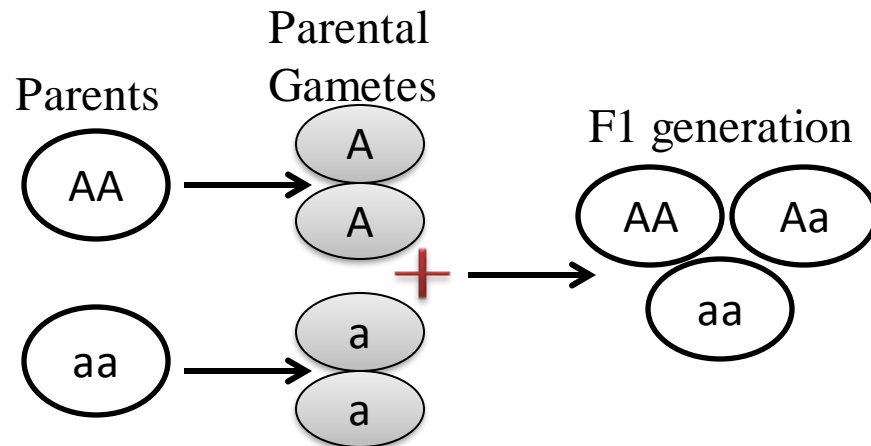 Parents
Parental
Gametes
F1 generation
AA
A
A
AA
Aa
aa
aa
a
a